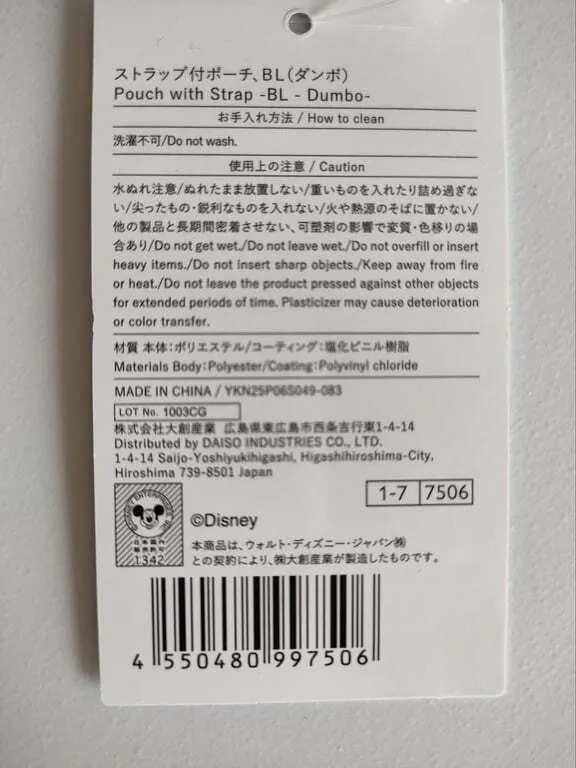 ストラップ付ポーチ、BL(ダンボ)
Pouch with Strap -BL - Dumbo-
お手入れ方法 / How to clean
洗濯不可/Do not wash.
使用上の注意 / Caution
水ぬれ注意/ぬれたまま放置しない/重いものを入れたり詰め過ぎな
い/尖ったもの・鋭利なものを入れない/火や熱源のそばに置かない/
他の製品と長期間密着させない、可塑剤の影響で変質・色移りの場
合あり/Do not get wet./Do not leave wet./Do not overfill or insert
heavy items./Do not insert sharp objects./Keep away from fire
or heat./Do not leave the product pressed against other objects
for extended periods of time. Plasticizer may cause deterioration
or color transfer.
材質 本体:ポリエステル/コーティング:塩化ビニル樹脂
Materials Body:Polyester/Coating:Polyvinyl chloride
MADE IN CHINA / YKN25P06S049-083
LOT No. 1003CG
株式会社大創産業 広島県東広島市西条吉行東1-4-14
Distributed by DAISO INDUSTRIES CO., LTD.
1-4-14 Saijo-Yoshiyukihigashi, Higashihiroshima-City,
Hiroshima 739-8501 Japan
1-7 7506
日本国内
販売許可
1342
©Disney
本商品は、ウォルト・ディズニー・ジャパン㈱
との契約により、㈱大創産業が製造したものです。
4 550480 997506